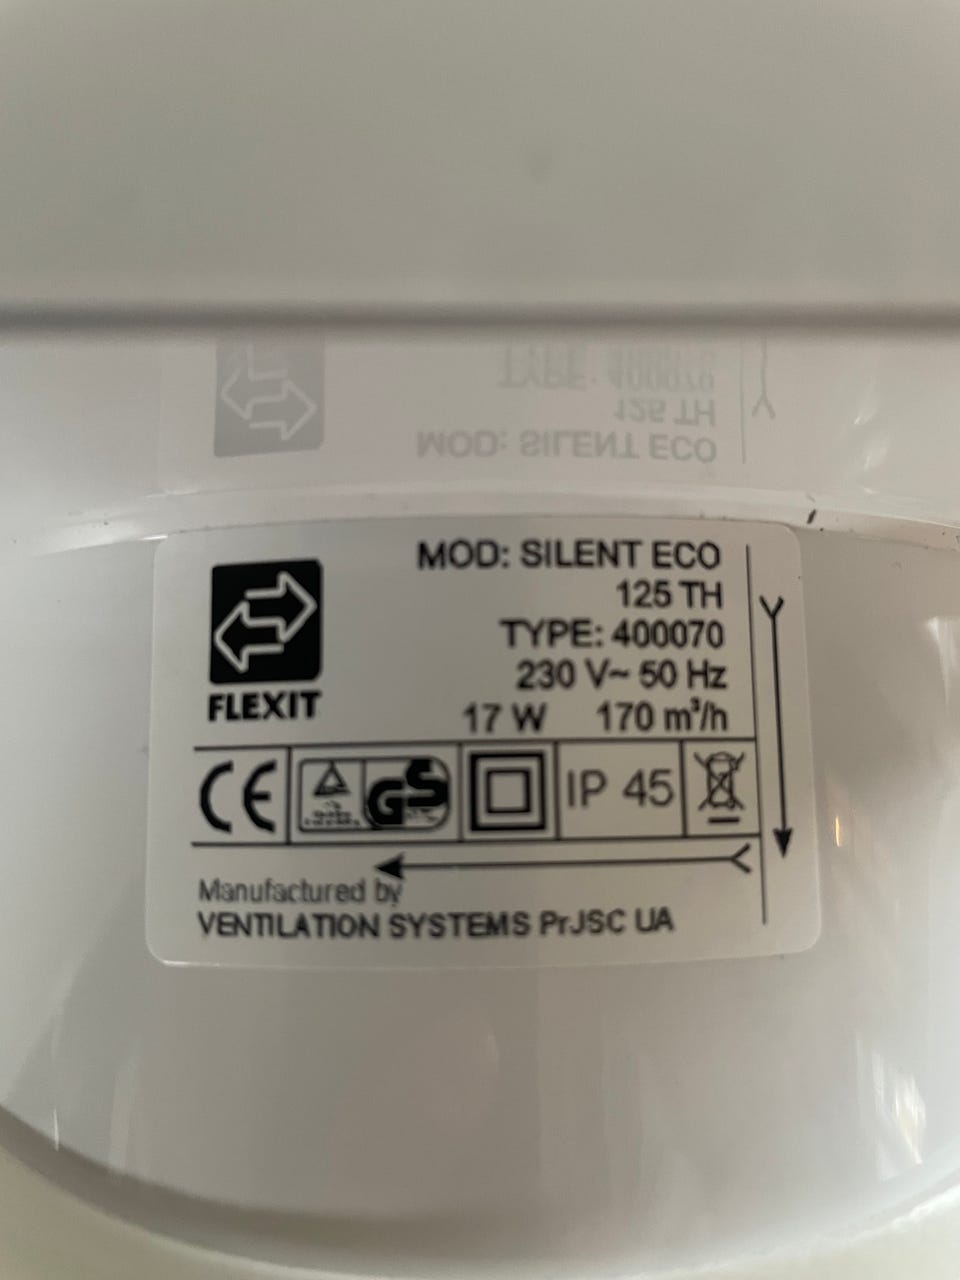 MOD: SILENT ECO
125 TH
TYPE: 400070
230 V~ 50 Hz
17 W 170 m³/h
FLEXIT
CE GS IP 45
Manufactured by
VENTILATION SYSTEMS PrJSC UA